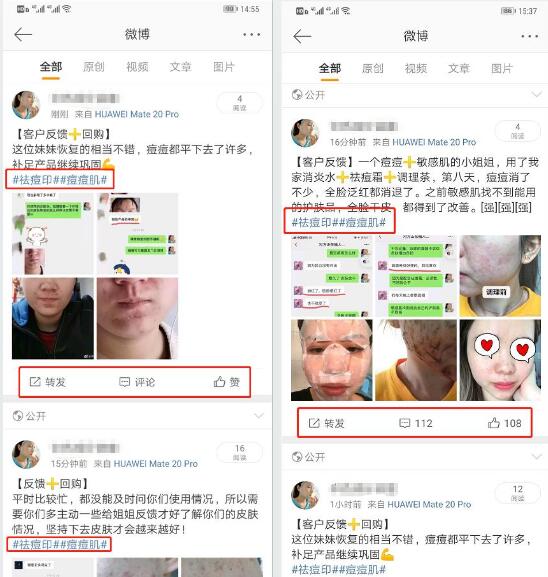 14:55
微博
全部 原创 视频 文章 图片
4
阅读
刚刚 来自 HUAWEI Mate 20 Pro
【客户反馈➕回购】
这位妹妹恢复的相当不错，痘痘都平下去了许多，
补足产品继续巩固💪
#祛痘印##痘痘肌#
转发 评论 赞
公开
16
阅读
15分钟前 来自 HUAWEI Mate 20 Pro
【反馈➕回购】
平时比较忙，都没能及时问你们使用情况，所以需
要你们多主动一些给姐姐反馈才好了解你们的皮肤
情况，坚持下去皮肤才会越来越好！
#祛痘印##痘痘肌#
15:37
微博
全部 原创 视频 文章 图片
公开
4
阅读
16分钟前 来自 HUAWEI Mate 20 Pro
【客户反馈➕回购】一个痘痘➕敏感肌的小姐姐，用了我
家消炎水➕祛痘霜➕调理茶，第八天，痘痘消了
不少，全脸泛红都消退了。之前敏感肌找不到能用
的护肤品，全脸干皮，都得到了改善。[强][强][强]
#祛痘印##痘痘肌#
调理前
转发 112 108
公开
12
阅读
1小时前 来自 HUAWEI Mate 20 Pro
【客户反馈➕回购】
这位妹妹恢复的相当不错，痘痘都平下去了许多，
补足产品继续巩固💪